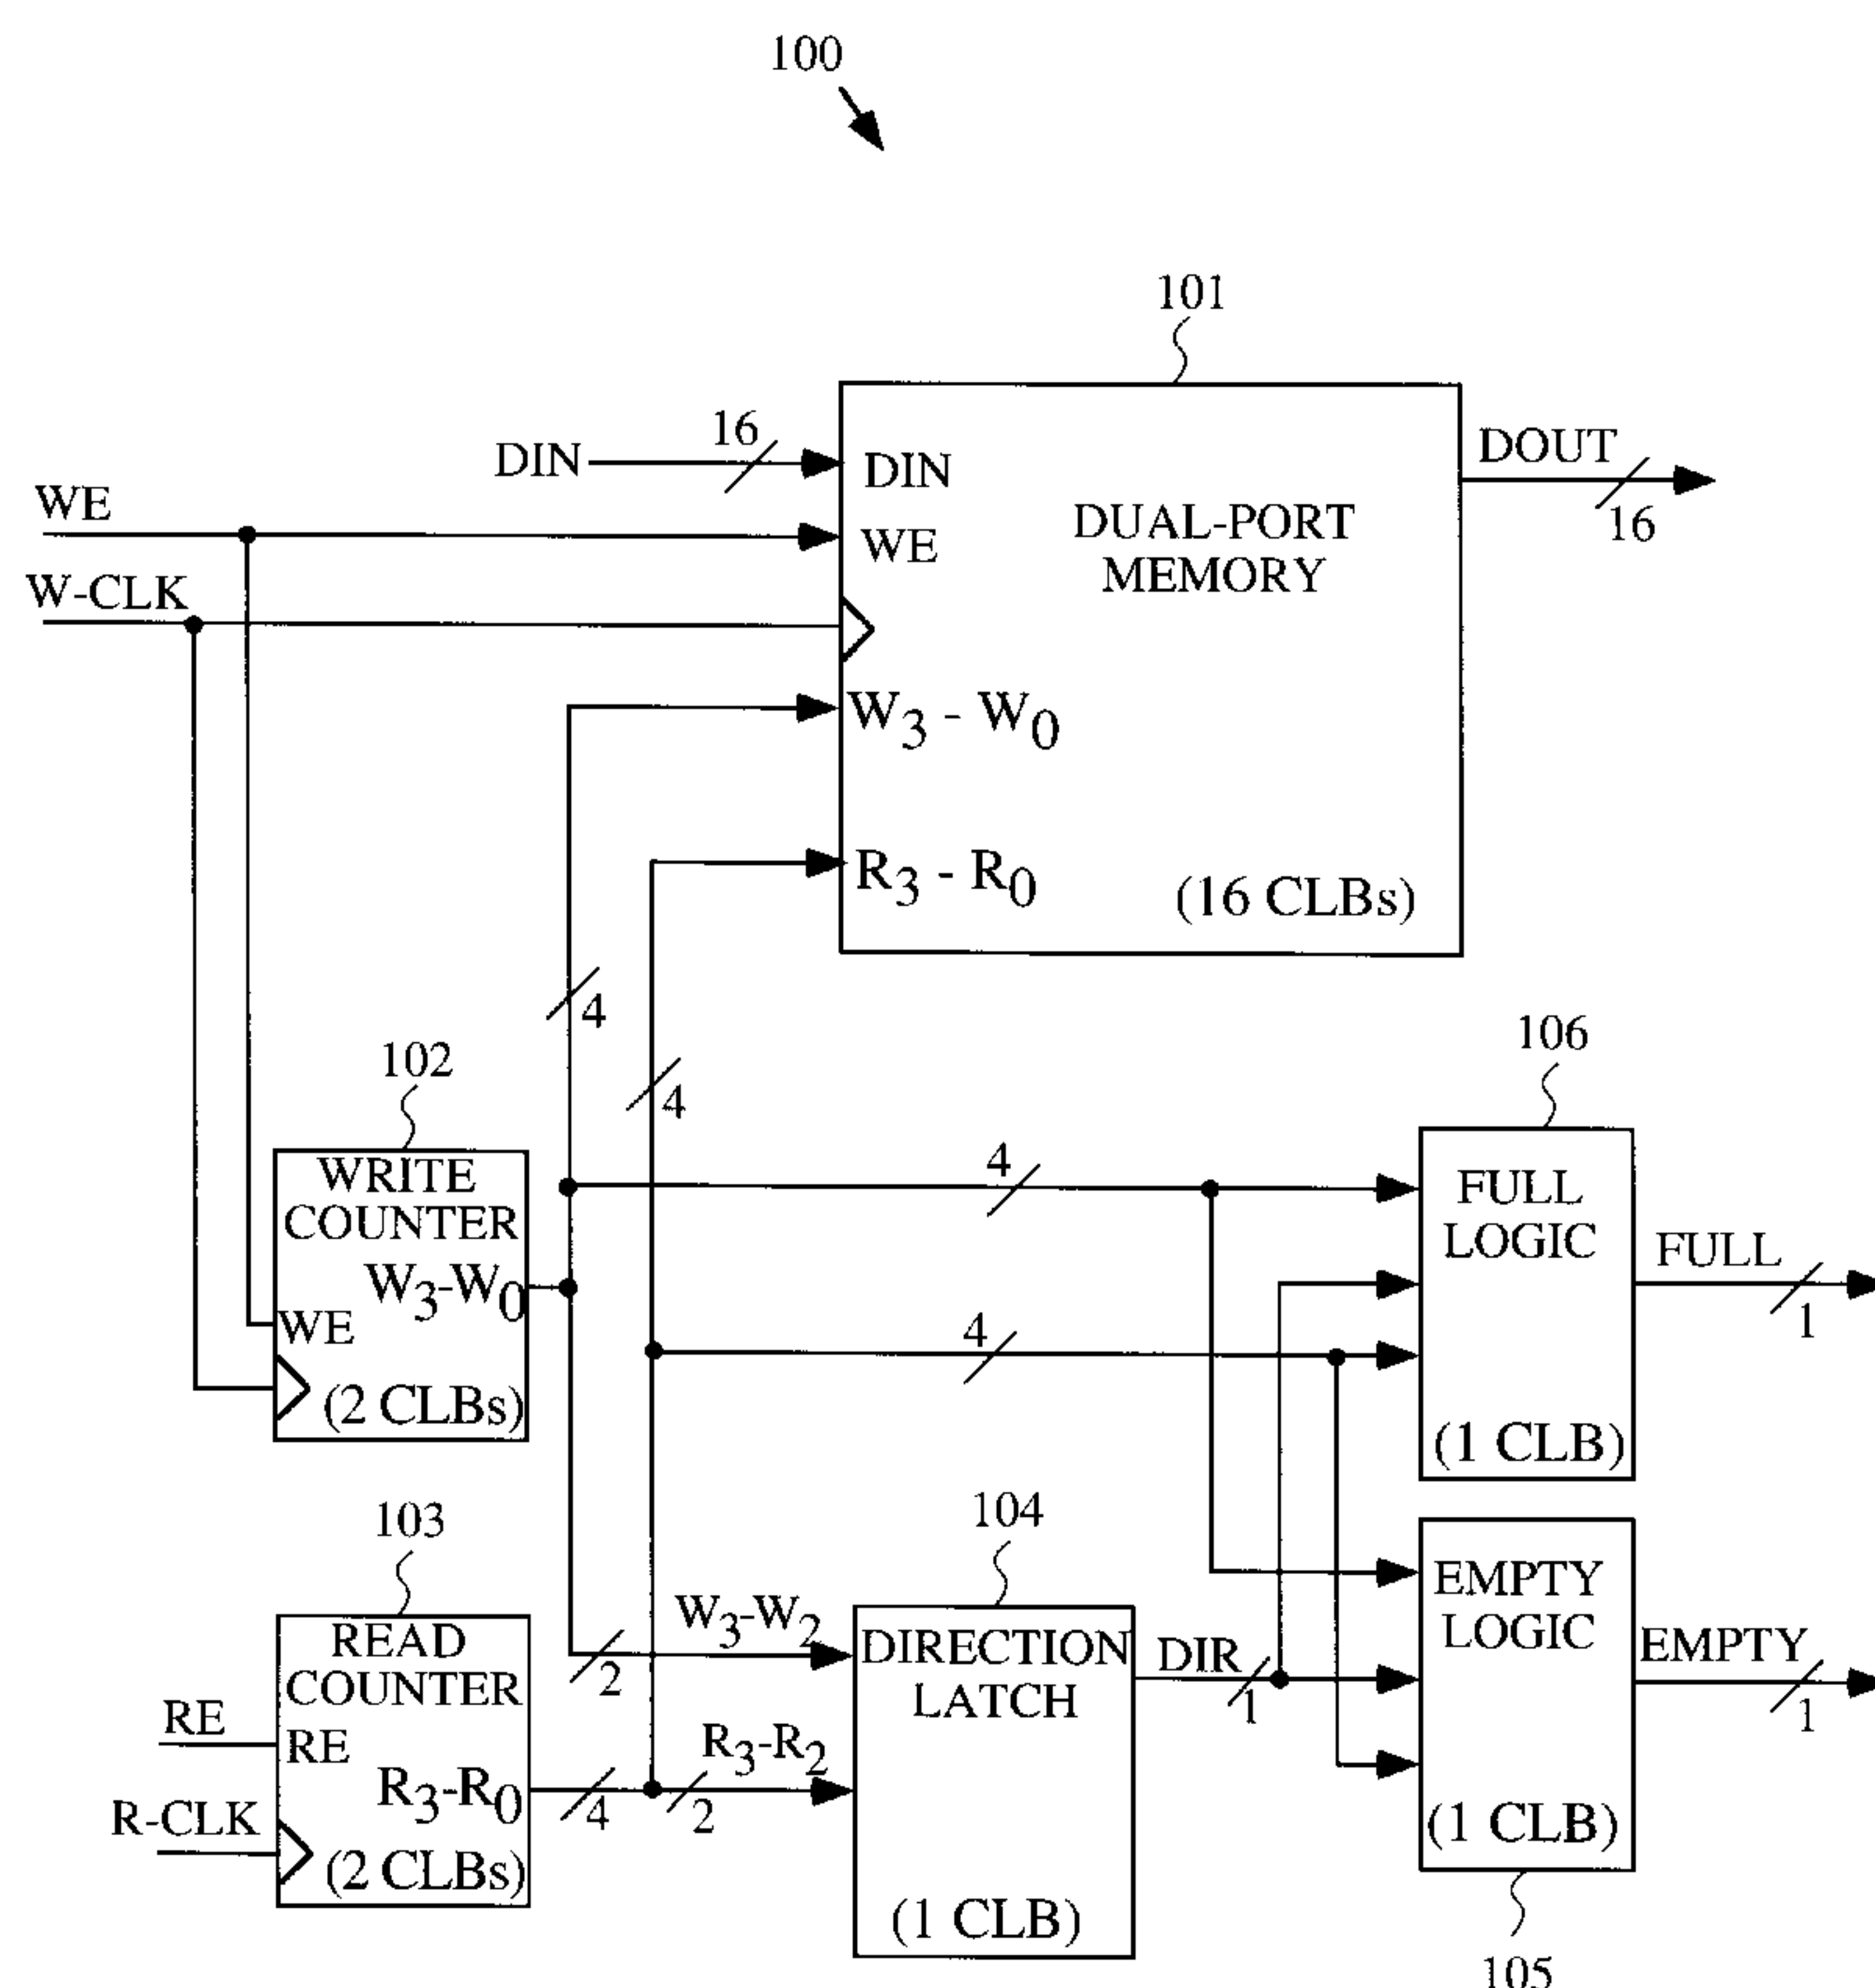 100
101
16
DIN
DIN
DOUT
16
WE
WE
DUAL-PORT
MEMORY
W-CLK
W3 - W0
R3 - R0
(16 CLBs)
4
4
102
106
WRITE
COUNTER
W3-W0
WE
(2 CLBs)
4
4
FULL
LOGIC
FULL
1
(1 CLB)
103
104
READ
COUNTER
RE
RE
R3-R0
R-CLK
(2 CLBs)
4
W3-W2
2
R3-R2
2
DIRECTION
LATCH
DIR
1
(1 CLB)
EMPTY
LOGIC
EMPTY
1
(1 CLB)
105